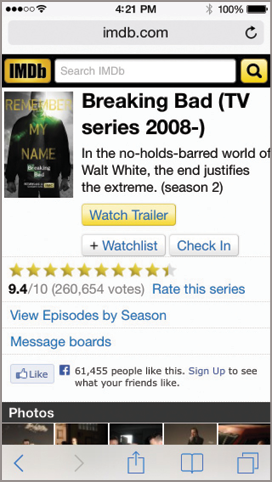 4:21 PM 100%
imdb.com
IMDb Search IMDb
REMEMBER
MY
NAME
Breaking
Bad
Breaking Bad (TV
series 2008-)
In the no-holds-barred world of
Walt White, the end justifies
the extreme. (season 2)
Watch Trailer
+ Watchlist Check In
9.4/10 (260,654 votes) Rate this series
View Episodes by Season
Message boards
Like 61,455 people like this. Sign Up to see
what your friends like.
Photos